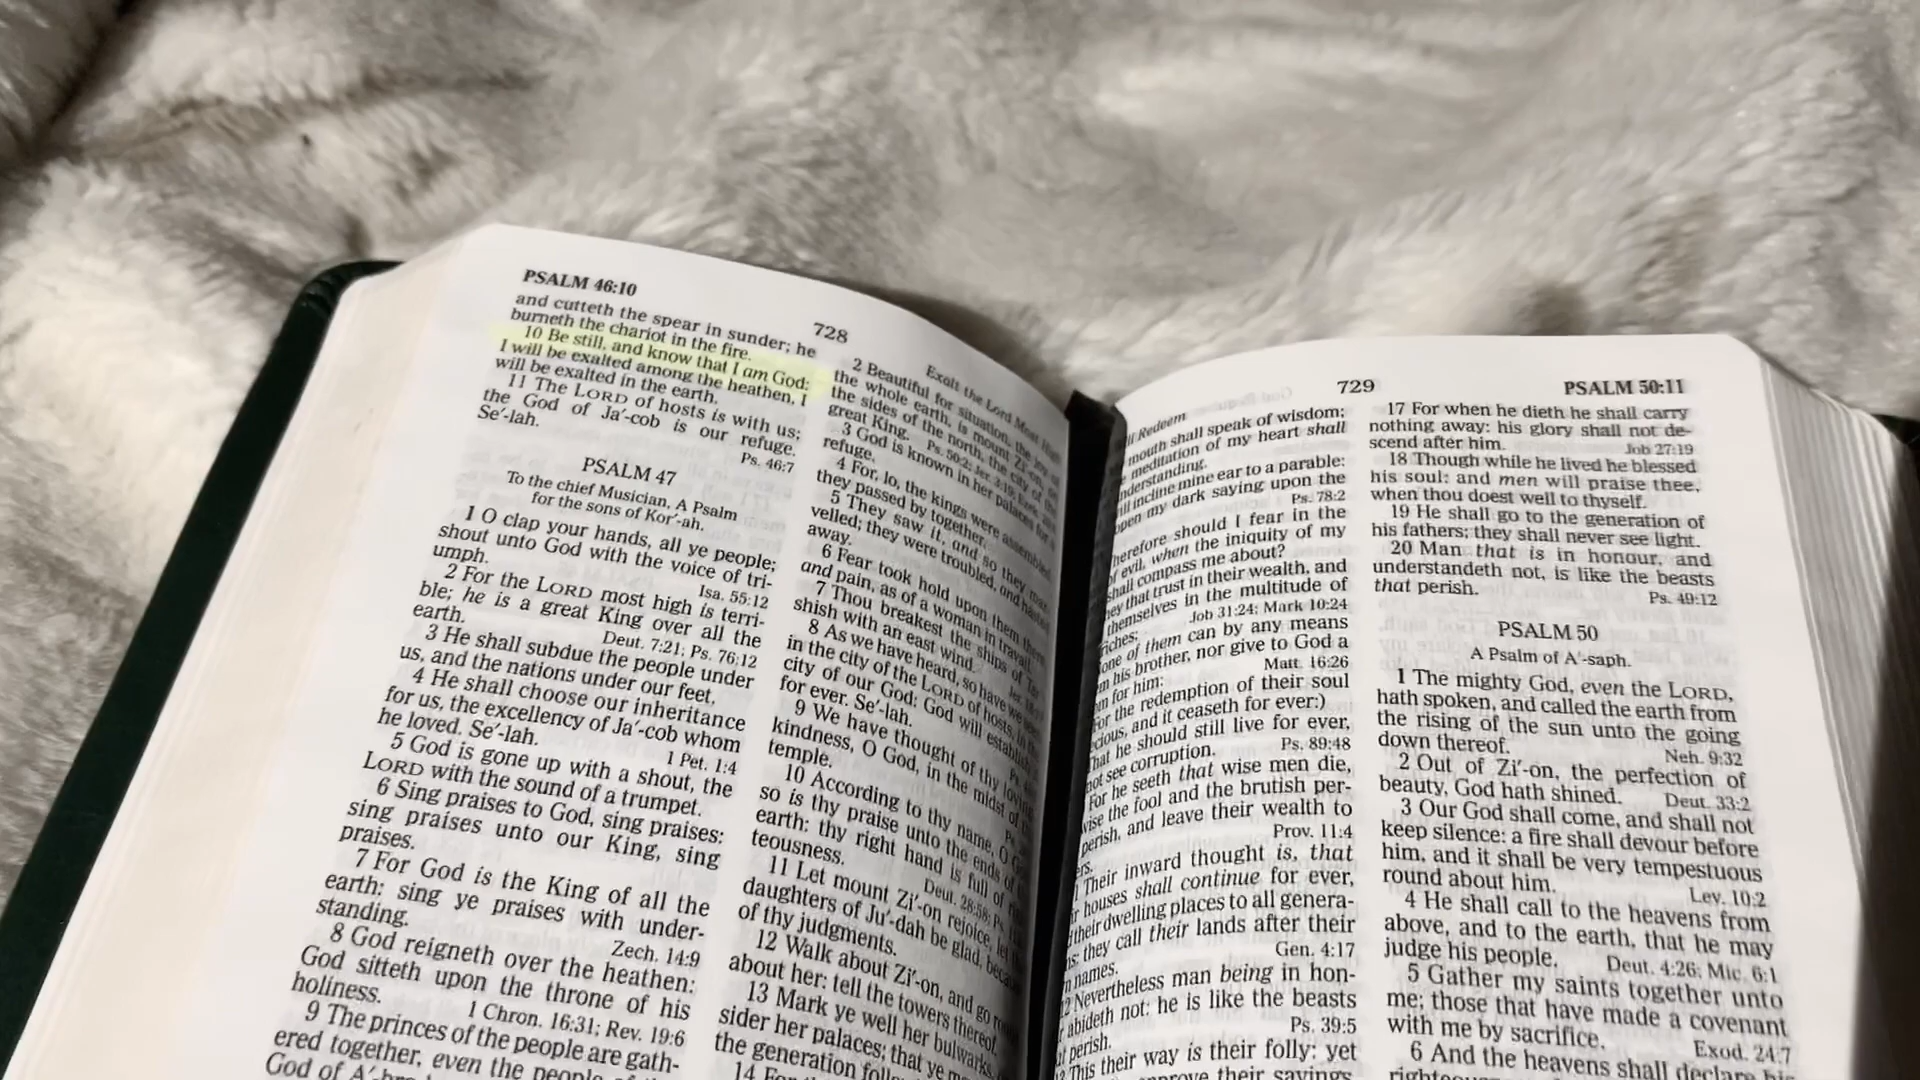 PSALM 46:10
728
Exalt the Lord Most High
and cutteth the spear in sunder; he
burneth the chariot in the fire.
10 Be still, and know that I am God:
I will be exalted among the heathen, I
will be exalted in the earth.
11 The LORD of hosts is with us;
the God of Ja′-cob is our refuge.
Se′-lah.
Ps. 46:7
PSALM 47
To the chief Musician, A Psalm
for the sons of Kor′-ah.
1 O clap your hands, all ye people;
shout unto God with the voice of tri-
umph.
Isa. 55:12
2 For the LORD most high is terri-
ble; he is a great King over all the
earth.
Deut. 7:21; Ps. 76:12
3 He shall subdue the people under
us, and the nations under our feet.
4 He shall choose our inheritance
for us, the excellency of Ja′-cob whom
he loved. Se′-lah.
1 Pet. 1:4
5 God is gone up with a shout, the
LORD with the sound of a trumpet.
6 Sing praises to God, sing praises:
sing praises unto our King, sing
praises.
7 For God is the King of all the
earth: sing ye praises with under-
standing.
Zech. 14:9
8 God reigneth over the heathen:
God sitteth upon the throne of his
holiness.
1 Chron. 16:31; Rev. 19:6
9 The princes of the people are gath-
ered together, even the people of the
God of
2 Beautiful for situation, the joy of
the whole earth, is mount Zi′-on, on
the sides of the north, the city of the
great King. Ps. 50:2; Jer. 3:19;
3 God is known in her palaces for a
refuge.
4 For, lo, the kings were assembled,
they passed by together.
5 They saw it, and so they mar-
velled; they were troubled, and hasted
away.
6 Fear took hold upon them there,
and pain, as of a woman in travail.
7 Thou breakest the ships of Tar-
shish with an east wind.
8 As we have heard, so have we seen
in the city of the LORD of hosts, in the
city of our God: God will establish it
for ever. Se′-lah.
9 We have thought of thy loving
kindness, O God, in the midst of thy
temple.
10 According to thy name, O God,
so is thy praise unto the ends of the
earth: thy right hand is full of righ-
teousness.
Deut. 28:58;
11 Let mount Zi′-on rejoice, let the
daughters of Ju′-dah be glad, because
of thy judgments.
12 Walk about Zi′-on, and go round
about her: tell the towers thereof.
13 Mark ye well her bulwarks,
sider her palaces; that ye may
the generation
14 For
729
PSALM 50:11
Redeem
mouth shall speak of wisdom;
meditation of my heart shall
nderstanding.
ill incline mine ear to a parable:
open my dark saying upon the
Ps. 78:2
herefore should I fear in the
of evil, when the iniquity of my
shall compass me about?
hey that trust in their wealth, and
themselves in the multitude of
riches;
Job 31:24; Mark 10:24
one of them can by any means
m his brother, nor give to God a
m for him:
Matt. 16:26
For the redemption of their soul
cious, and it ceaseth for ever:)
hat he should still live for ever,
not see corruption.
Ps. 89:48
For he seeth that wise men die,
wise the fool and the brutish per-
perish, and leave their wealth to
ers.
Prov. 11:4
Their inward thought is, that
r houses shall continue for ever,
their dwelling places to all genera-
ns; they call their lands after their
names.
Gen. 4:17
12 Nevertheless man being in hon-
r abideth not: he is like the beasts
at perish.
Ps. 39:5
This their way is their folly: yet
approve their sayings.
17 For when he dieth he shall carry
nothing away: his glory shall not de-
scend after him.
Job 27:19
18 Though while he lived he blessed
his soul: and men will praise thee,
when thou doest well to thyself.
19 He shall go to the generation of
his fathers; they shall never see light.
20 Man that is in honour, and
understandeth not, is like the beasts
that perish.
Ps. 49:12
PSALM 50
A Psalm of A′-saph.
1 The mighty God, even the LORD,
hath spoken, and called the earth from
the rising of the sun unto the going
down thereof.
Neh. 9:32
2 Out of Zi′-on, the perfection of
beauty, God hath shined.
Deut. 33:2
3 Our God shall come, and shall not
keep silence: a fire shall devour before
him, and it shall be very tempestuous
round about him.
Lev. 10:2
4 He shall call to the heavens from
above, and to the earth, that he may
judge his people.
Deut. 4:26; Mic. 6:1
5 Gather my saints together unto
me; those that have made a covenant
with me by sacrifice.
Exod. 24:7
6 And the heavens shall declare his